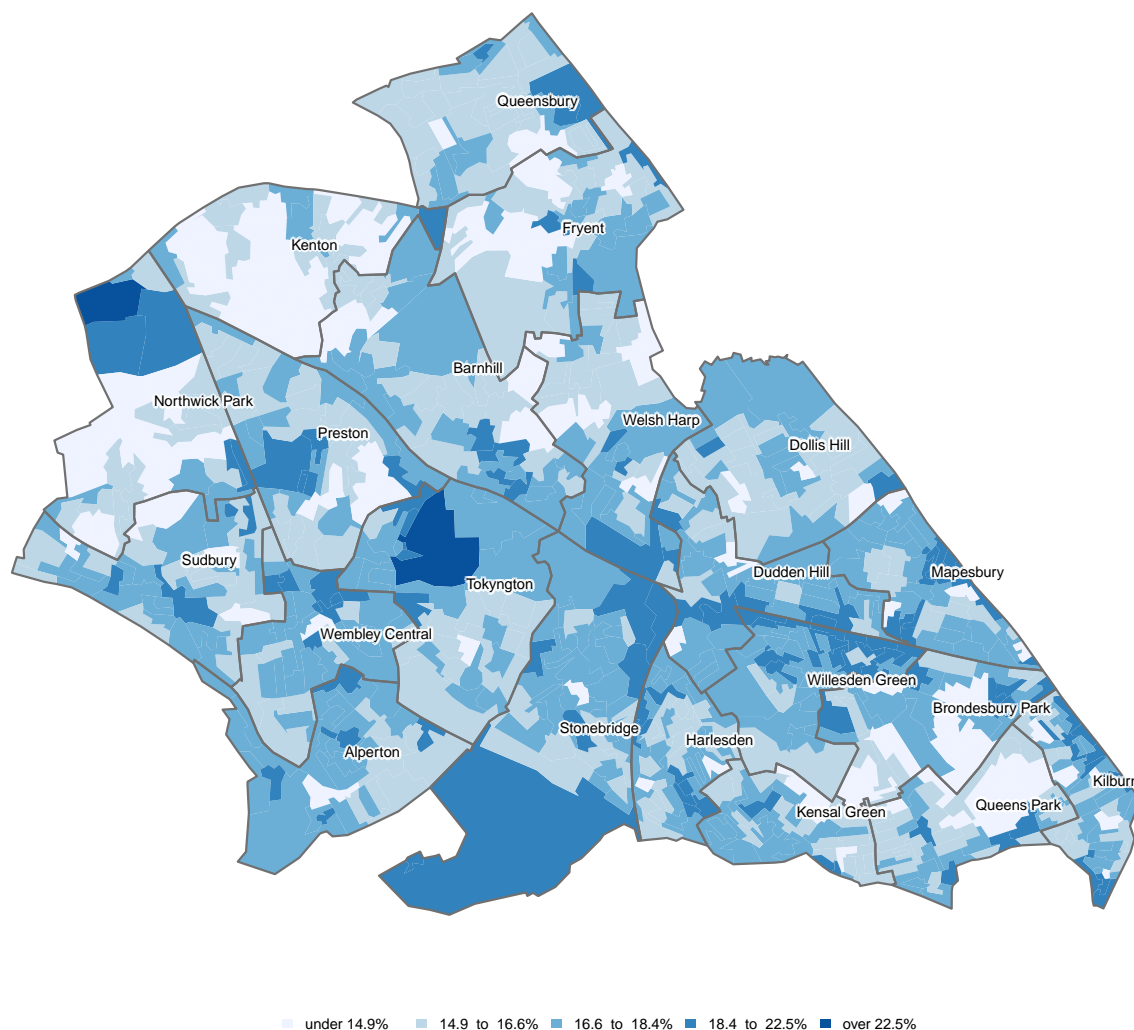 Queensbury
Fryent
Kenton
Barnhill
Northwick Park
Welsh Harp
Preston
Dollis Hill
Sudbury
Dudden Hill
Mapesbury
Tokyngton
Wembley Central
Willesden Green
Brondesbury Park
Stonebridge
Harlesden
Alperton
Kilburn
Queens Park
Kensal Green
under 14.9% 14.9 to 16.6% 16.6 to 18.4% 18.4 to 22.5% over 22.5%